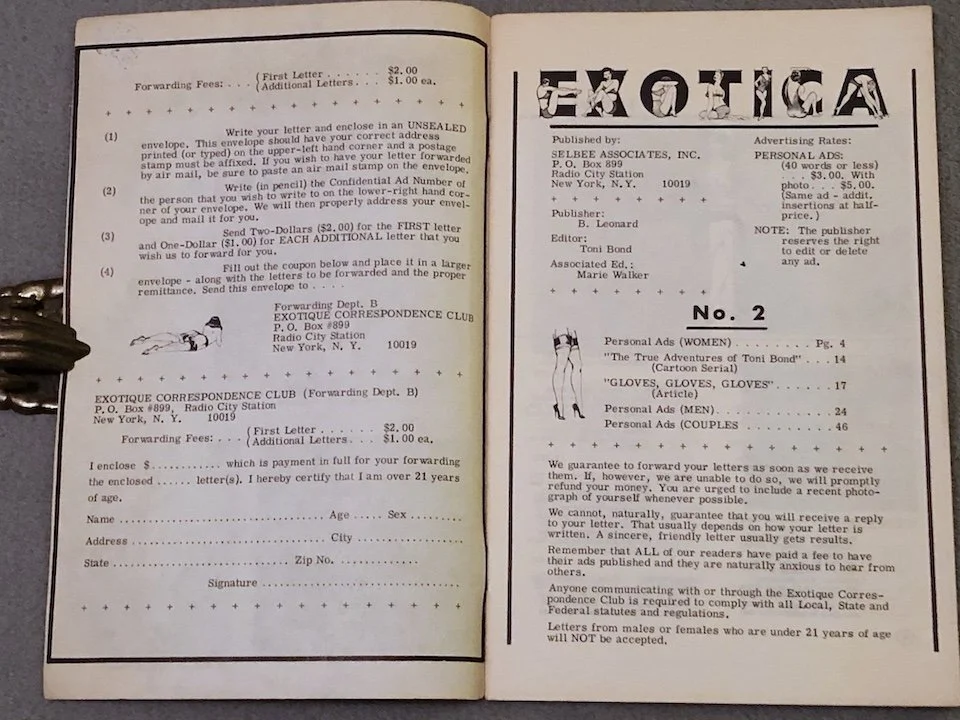 Forwarding Fees: . . . (First Letter . . . . . . $2.00
(Additional Letters . . . $1.00 ea.
+ + + + + + + + + + + + + + + + +
(1) Write your letter and enclose in an UNSEALED
envelope. This envelope should have your correct address
printed (or typed) on the upper-left hand corner and a postage
stamp must be affixed. If you wish to have your letter forwarded
by air mail, be sure to paste an air mail stamp on the envelope.
(2) Write (in pencil) the Confidential Ad Number of
the person that you wish to write to on the lower-right hand cor-
ner of your envelope. We will then properly address your envel-
ope and mail it for you.
(3) Send Two-Dollars ($2.00) for the FIRST letter
and One-Dollar ($1.00) for EACH ADDITIONAL letter that you
wish us to forward for you.
(4) Fill out the coupon below and place it in a larger
envelope - along with the letters to be forwarded and the proper
remittance. Send this envelope to . . . .
Forwarding Dept. B
EXOTIQUE CORRESPONDENCE CLUB
P. O. Box #899
Radio City Station
New York, N. Y. 10019
+ + + + + + + + + + + + + + + + +
EXOTIQUE CORRESPONDENCE CLUB (Forwarding Dept. B)
P. O. Box #899, Radio City Station
New York, N. Y. 10019
Forwarding Fees: . . . (First Letter . . . . . . $2.00
(Additional Letters . . . $1.00 ea.
I enclose $............ which is payment in full for your forwarding
the enclosed ...... letter(s). I hereby certify that I am over 21 years
of age.
Name .................................... Age ..... Sex .........
Address ................................. City ...................
State .................................. Zip No. ..............
Signature ....................................
+ + + + + + + + + + + + + + + + +
EXOTICA
Published by:
SELBEE ASSOCIATES, INC.
P. O. Box 899
Radio City Station
New York, N. Y. 10019
+ + + + + + + +
Publisher:
B. Leonard
Editor:
Toni Bond
Associated Ed.:
Marie Walker
+ + + + + + + +
Advertising Rates:
PERSONAL ADS:
(40 words or less)
. . . $3.00. With
photo . . . $5.00.
(Same ad - addit.
insertions at half-
price.)
NOTE: The publisher
reserves the right
to edit or delete
any ad.
No. 2
Personal Ads (WOMEN) . . . . . . . . Pg. 4
"The True Adventures of Toni Bond" . . . 14
(Cartoon Serial)
"GLOVES, GLOVES, GLOVES" . . . . . . 17
(Article)
Personal Ads (MEN) . . . . . . . . . . . 24
Personal Ads (COUPLES . . . . . . . . . 46
+ + + + + + + + + + + + + + +
We guarantee to forward your letters as soon as we receive
them. If, however, we are unable to do so, we will promptly
refund your money. You are urged to include a recent photo-
graph of yourself whenever possible.
We cannot, naturally, guarantee that you will receive a reply
to your letter. That usually depends on how your letter is
written. A sincere, friendly letter usually gets results.
Remember that ALL of our readers have paid a fee to have
their ads published and they are naturally anxious to hear from
others.
Anyone communicating with or through the Exotique Corres-
pondence Club is required to comply with all Local, State and
Federal statutes and regulations.
Letters from males or females who are under 21 years of age
will NOT be accepted.